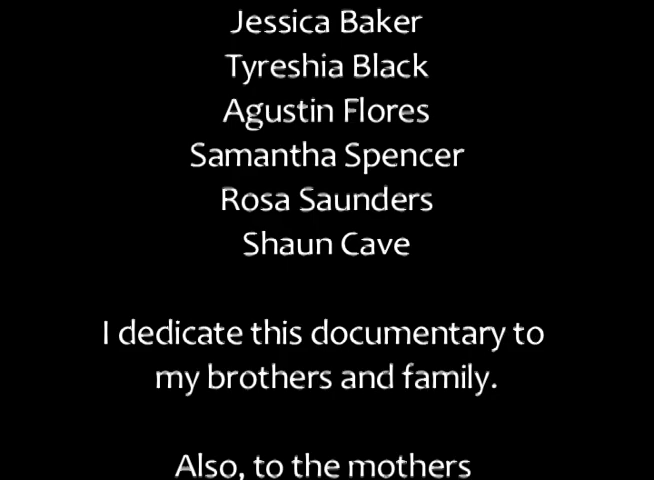 Jessica Baker
Tyreshia Black
Agustin Flores
Samantha Spencer
Rosa Saunders
Shaun Cave
I dedicate this documentary to
my brothers and family.
Also, to the mothers